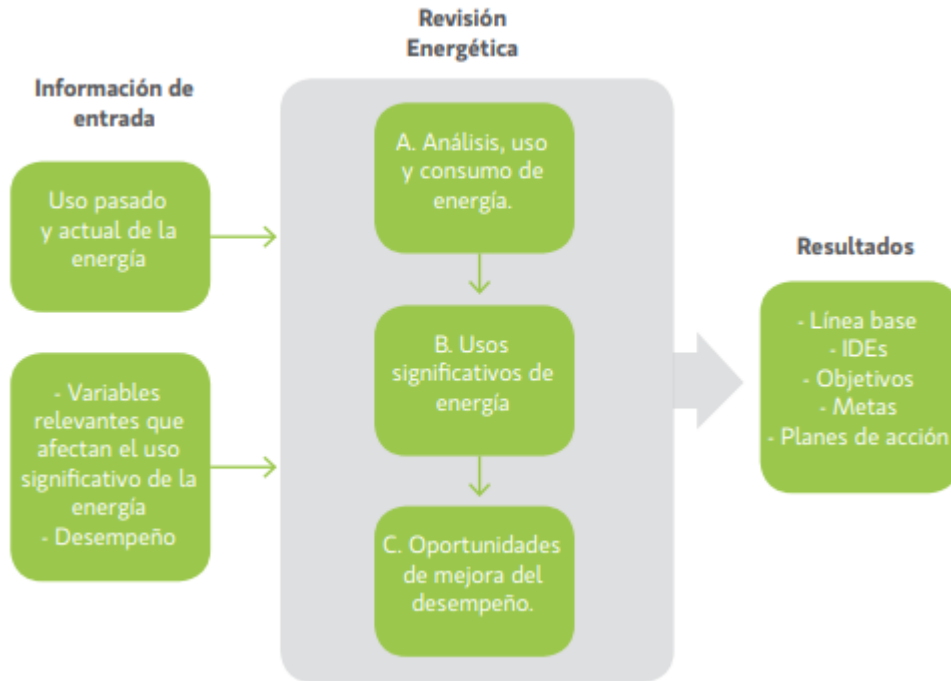 Revisión
Energética
Información de
entrada
Uso pasado
y actual de la
energía
- Variables
relevantes que
afectan el uso
significativo de la
energía
- Desempeño
A. Análisis, uso
y consumo de
energía.
B. Usos
significativos de
energía
C. Oportunidades
de mejora del
desempeño.
Resultados
- Línea base
- IDEs
- Objetivos
- Metas
- Planes de acción